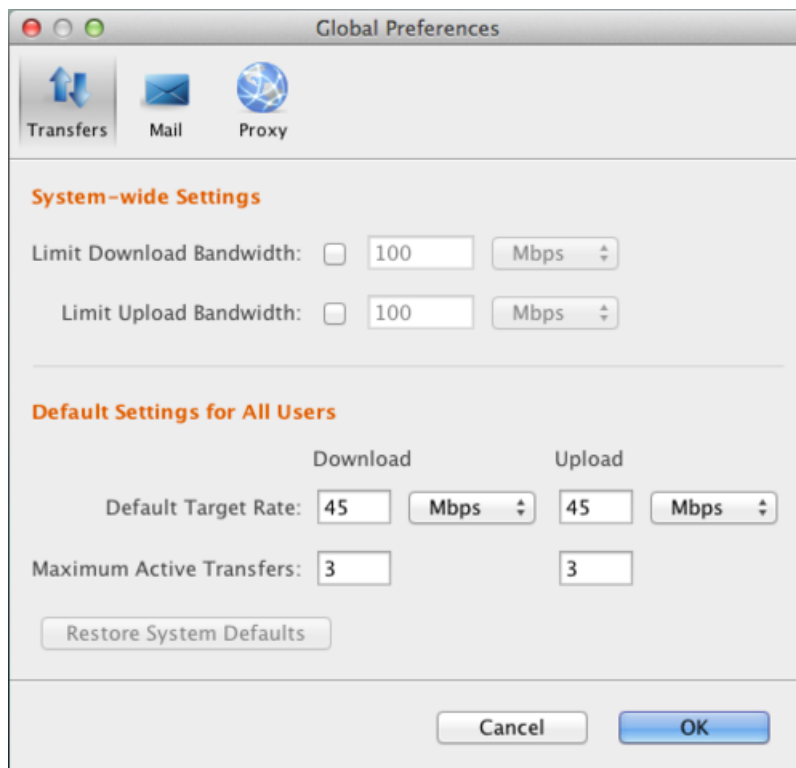 Global Preferences
Transfers Mail Proxy
System-wide Settings
Limit Download Bandwidth: 100 Mbps
Limit Upload Bandwidth: 100 Mbps
Default Settings for All Users
Download Upload
Default Target Rate: 45 Mbps 45 Mbps
Maximum Active Transfers: 3 3
Restore System Defaults
Cancel OK